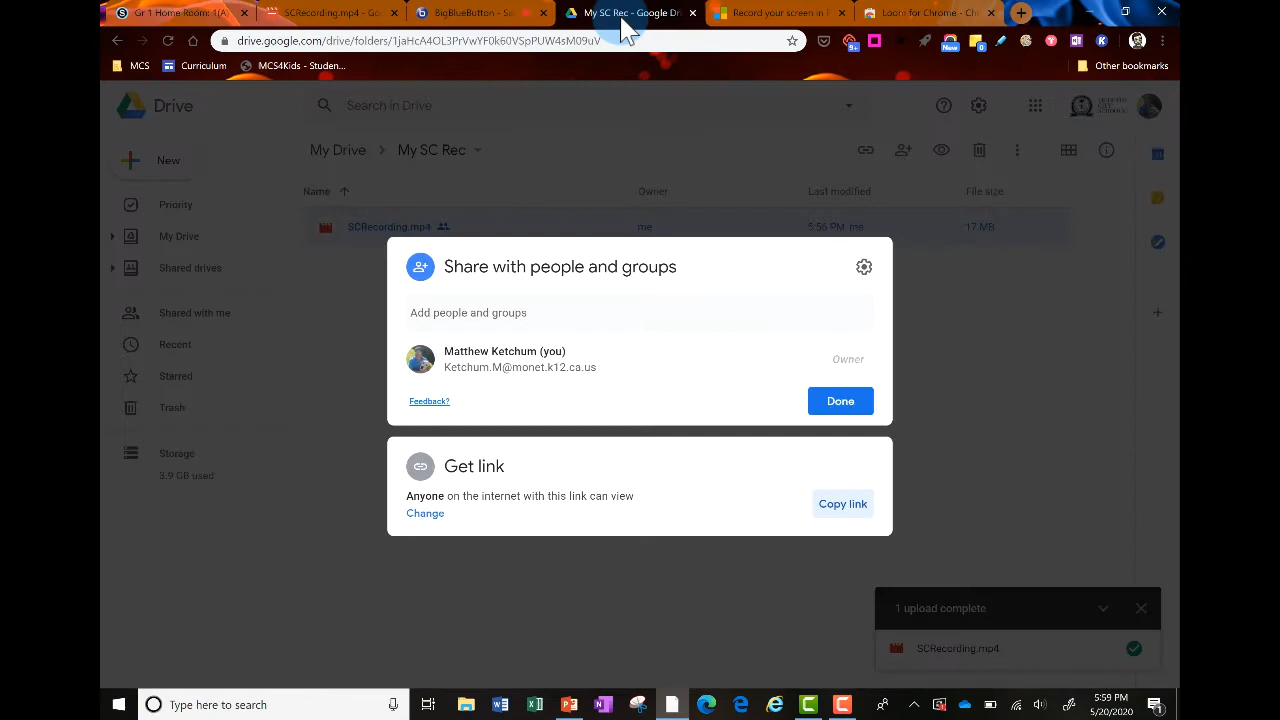 Gr 1 Home Room: 1(A)
SCRecording.mp4 - Go
BigBlueButton - Se
My SC Rec - Google Dri
Record your screen in P
Loom for Chrome - Ch
drive.google.com/drive/folders/1jaHcA4OL3PrVwYF0k60VSpPUW4sM09uV
9+
New
0
MCS
Curriculum
MCS4Kids - Studen...
Other bookmarks
Drive
Search in Drive
New
My Drive
My SC Rec
Name
Owner
Last modified
File size
Priority
SCRecording.mp4
me
5:56 PM me
17 MB
My Drive
Shared drives
Shared with me
Recent
Starred
Trash
Storage
3.9 GB used
Share with people and groups
Add people and groups
Matthew Ketchum (you)
Ketchum.M@monet.k12.ca.us
Owner
Feedback?
Done
Get link
Anyone on the internet with this link can view
Copy link
Change
1 upload complete
SCRecording.mp4
Type here to search
5:59 PM
5/20/2020
1